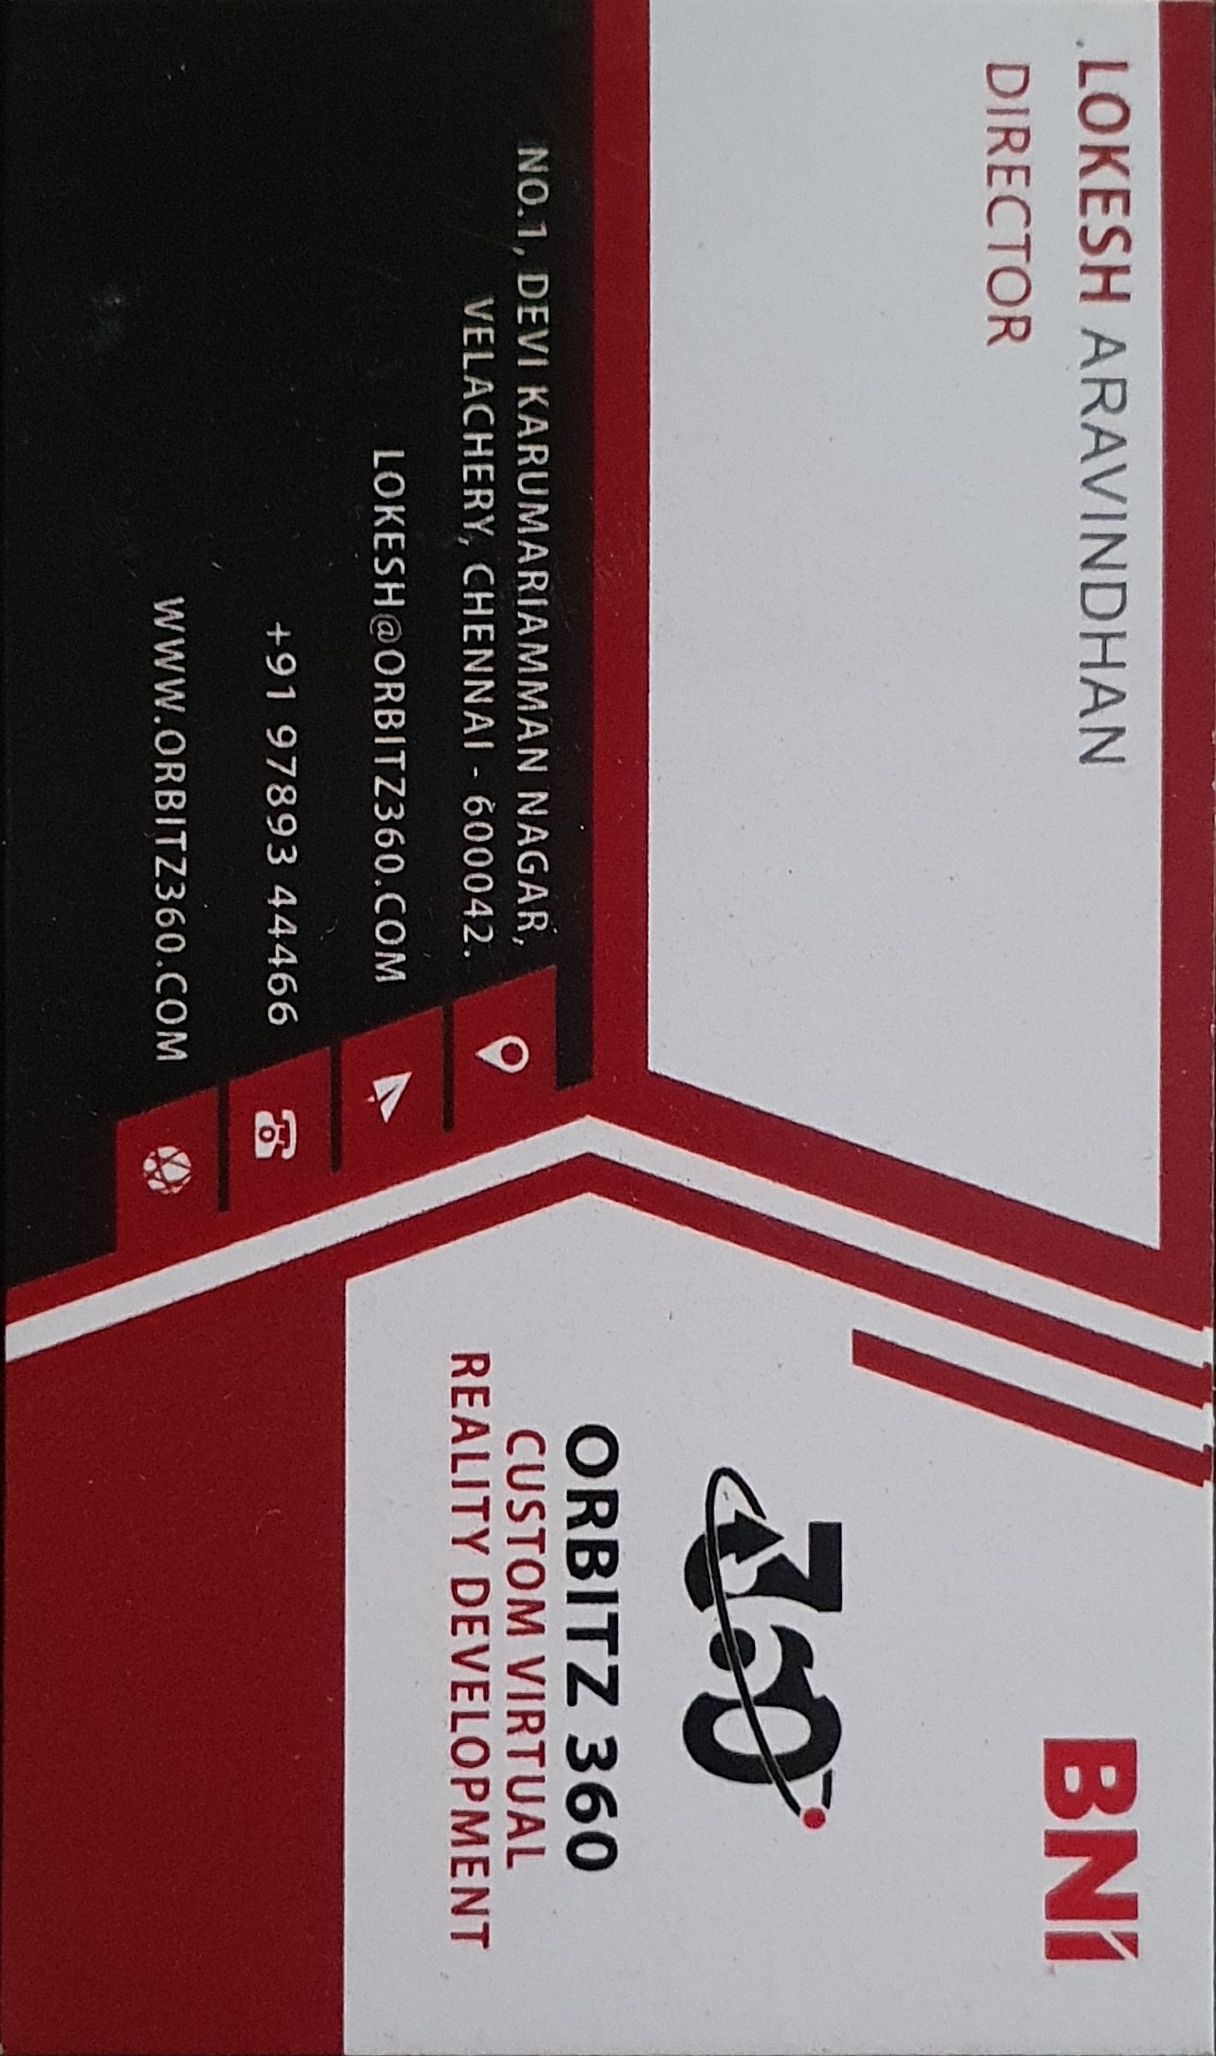 LOKESH ARAVINDHAN
DIRECTOR
BNI
360
ORBITZ 360
CUSTOM VIRTUAL
REALITY DEVELOPMENT
NO.1, DEVI KARUMARIAMMAN NAGAR,
VELACHERY, CHENNAI - 600042.
LOKESH@ORBITZ360.COM
+91 97893 44466
WWW.ORBITZ360.COM